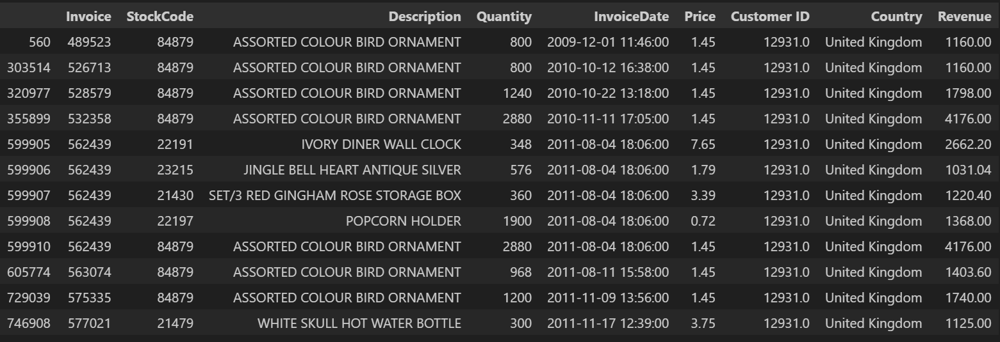 Invoice StockCode Description Quantity InvoiceDate Price Customer ID Country Revenue
560 489523 84879 ASSORTED COLOUR BIRD ORNAMENT 800 2009-12-01 11:46:00 1.45 12931.0 United Kingdom 1160.00
303514 526713 84879 ASSORTED COLOUR BIRD ORNAMENT 800 2010-10-12 16:38:00 1.45 12931.0 United Kingdom 1160.00
320977 528579 84879 ASSORTED COLOUR BIRD ORNAMENT 1240 2010-10-22 13:18:00 1.45 12931.0 United Kingdom 1798.00
355899 532358 84879 ASSORTED COLOUR BIRD ORNAMENT 2880 2010-11-11 17:05:00 1.45 12931.0 United Kingdom 4176.00
599905 562439 22191 IVORY DINER WALL CLOCK 348 2011-08-04 18:06:00 7.65 12931.0 United Kingdom 2662.20
599906 562439 23215 JINGLE BELL HEART ANTIQUE SILVER 576 2011-08-04 18:06:00 1.79 12931.0 United Kingdom 1031.04
599907 562439 21430 SET/3 RED GINGHAM ROSE STORAGE BOX 360 2011-08-04 18:06:00 3.39 12931.0 United Kingdom 1220.40
599908 562439 22197 POPCORN HOLDER 1900 2011-08-04 18:06:00 0.72 12931.0 United Kingdom 1368.00
599910 562439 84879 ASSORTED COLOUR BIRD ORNAMENT 2880 2011-08-04 18:06:00 1.45 12931.0 United Kingdom 4176.00
605774 563074 84879 ASSORTED COLOUR BIRD ORNAMENT 968 2011-08-11 15:58:00 1.45 12931.0 United Kingdom 1403.60
729039 575335 84879 ASSORTED COLOUR BIRD ORNAMENT 1200 2011-11-09 13:56:00 1.45 12931.0 United Kingdom 1740.00
746908 577021 21479 WHITE SKULL HOT WATER BOTTLE 300 2011-11-17 12:39:00 3.75 12931.0 United Kingdom 1125.00